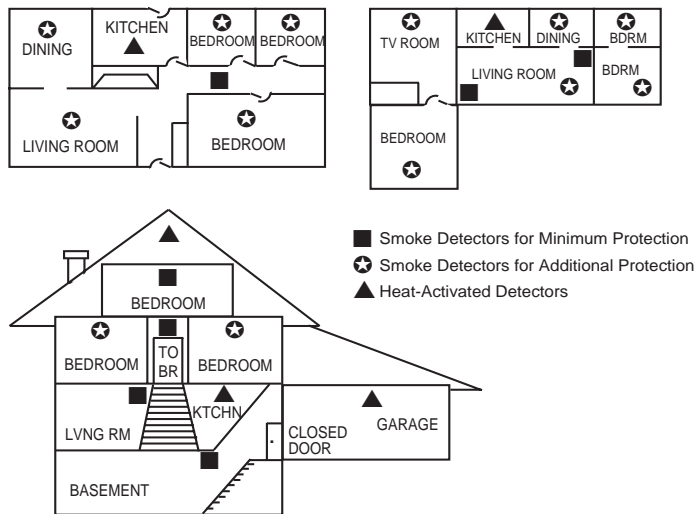 KITCHEN
DINING
BEDROOM BEDROOM
LIVING ROOM
BEDROOM
TV ROOM
KITCHEN DINING BDRM
LIVING ROOM
BDRM
BEDROOM
Smoke Detectors for Minimum Protection
Smoke Detectors for Additional Protection
Heat-Activated Detectors
BEDROOM
BEDROOM
TO
BR
BEDROOM
LVNG RM
KTCHN
CLOSED
DOOR
GARAGE
BASEMENT